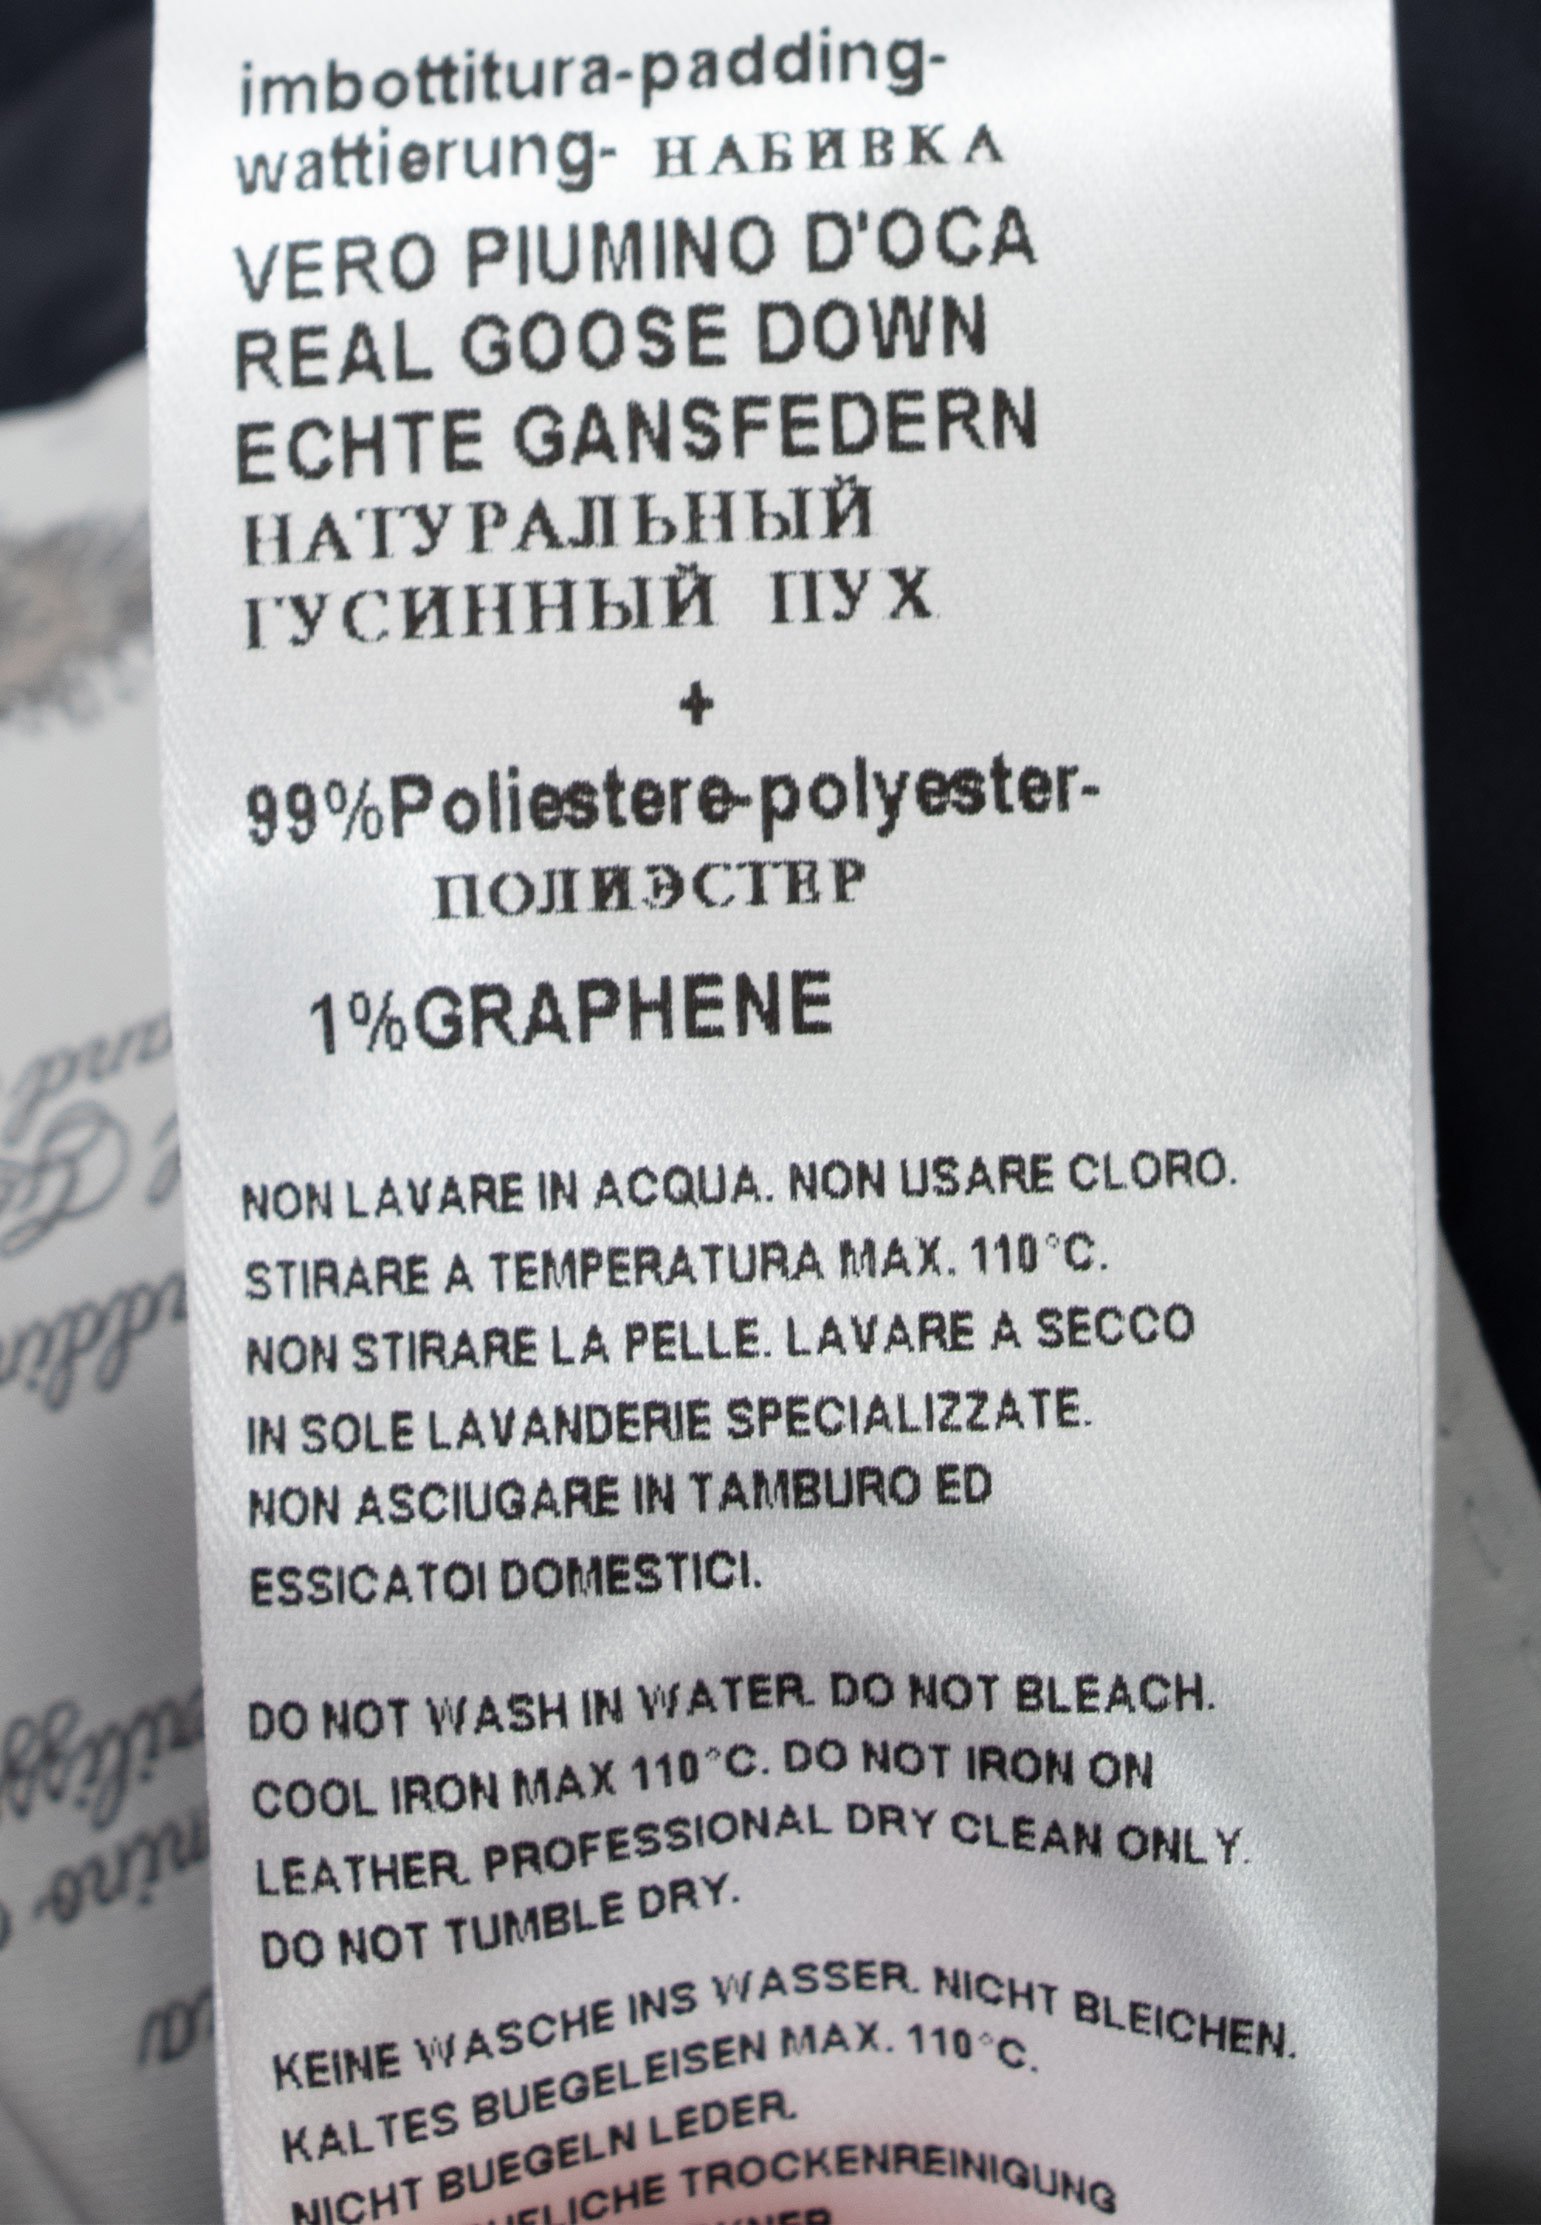 imbottitura-padding-
wattierung- НАБИВКА
VERO PIUMINO D'OCA
REAL GOOSE DOWN
ECHTE GANSFEDERN
НАТУРАЛЬНЫЙ
ГУСИННЫЙ ПУХ
+
99%Poliestere-polyester-
ПОЛИЭСТЕР
1%GRAPHENE
NON LAVARE IN ACQUA. NON USARE CLORO.
STIRARE A TEMPERATURA MAX. 110°C.
NON STIRARE LA PELLE. LAVARE A SECCO
IN SOLE LAVANDERIE SPECIALIZZATE.
NON ASCIUGARE IN TAMBURO ED
ESSICATOI DOMESTICI.
DO NOT WASH IN WATER. DO NOT BLEACH.
COOL IRON MAX 110°C. DO NOT IRON ON
LEATHER. PROFESSIONAL DRY CLEAN ONLY.
DO NOT TUMBLE DRY.
KEINE WASCHE INS WASSER. NICHT BLEICHEN.
KALTES BUEGELEISEN MAX. 110°C.
NICHT BUEGELN LEDER.
TROCKENREINIGUNG